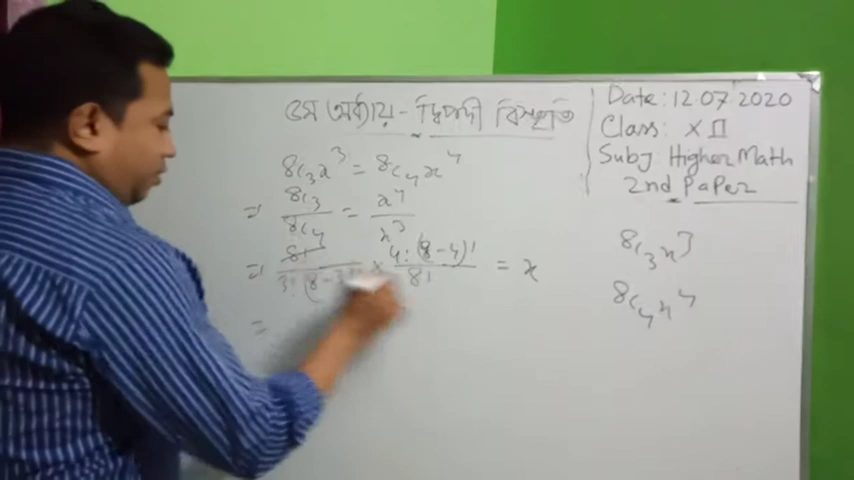 ৫ম অধ্যায় - দ্বিপদী বিস্তৃতি
Date: 12 07 2020
Class: XII
Subj: Higher Math
2nd Paper
8c₃x³ = 8c₄x⁴
⇒ 8c₃/8c₄ = x⁴/x³
⇒ 8!/3!(8-3)! × 4!(8-4)!/8! = x
=
8c₃x³
8c₄x⁴